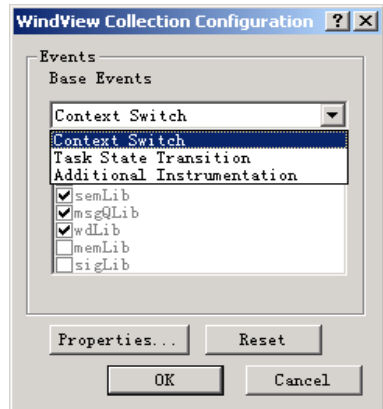 WindView Collection Configuration
Events
Base Events
Context Switch
Context Switch
Task State Transition
Additional Instrumentation
semLib
msgQLib
wdLib
memLib
sigLib
Properties...
Reset
OK
Cancel